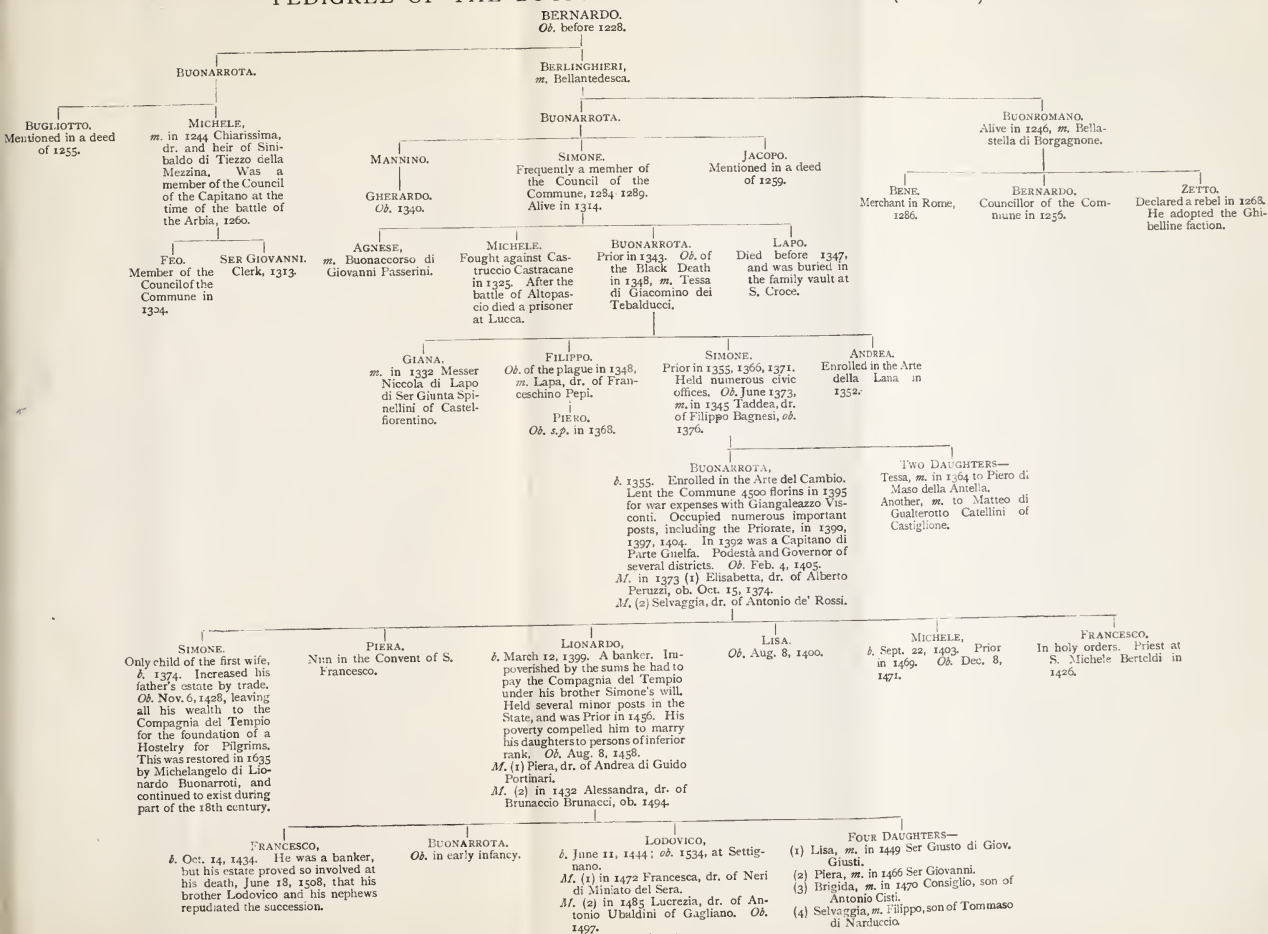 PEDIGREE OF THE
BERNARDO.
Ob. before 1228.
BUONARROTA.
BERLINGHIERI,
m. Bellantedesca.
BUGLIOTTO.
Mentioned in a deed
of 1255.
MICHELE,
m. in 1244 Chiarissima,
dr. and heir of Sini-
baldo di Tiezzo della
Mezzina. Was a
member of the Council
of the Capitano at the
time of the battle of
the Arbia, 1260.
BUONARROTA.
BUONROMANO.
Alive in 1246, m. Bella-
stella di Borgagnone.
MANNINO.
GHERARDO.
Ob. 1340.
SIMONE.
Frequently a member of
the Council of the
Commune, 1284 1289.
Alive in 1314.
JACOPO.
Mentioned in a deed
of 1259.
BENE.
Merchant in Rome,
1286.
BERNARDO.
Councillor of the Com-
mune in 1256.
ZETTO.
Declared a rebel in 1268.
He adopted the Ghi-
belline faction.
FEO.
Member of the
Council of the
Commune in
1304.
SER GIOVANNI.
Clerk, 1313.
AGNESE,
m. Buonaccorso di
Giovanni Passerini.
MICHELE.
Fought against Cas-
truccio Castracane
in 1325. After the
battle of Altopas-
cio died a prisoner
at Lucca.
BUONARROTA.
Prior in 1343. Ob. of
the Black Death
in 1348, m. Tessa
di Giacomino dei
Tebalducci.
LAPO.
Died before 1347,
and was buried in
the family vault at
S. Croce.
GIANA.
m. in 1332 Messer
Niccola di Lapo
di Ser Giunta Spi-
nellini of Castel-
fiorentino.
FILIPPO.
Ob. of the plague in 1348,
m. Lapa, dr. of Fran-
ceschino Pepi.
PIERO.
Ob. s.p. in 1368.
SIMONE.
Prior in 1355, 1366, 1371.
Held numerous civic
offices. Ob. June 1373,
m. in 1345 Taddea, dr.
of Filippo Bagnesi, ob.
1376.
ANDREA.
Enrolled in the Arte
della Lana in
1352.
BUONARROTA,
b. 1355. Enrolled in the Arte del Cambio.
Lent the Commune 4500 florins in 1395
for war expenses with Giangaleazzo Vis-
conti. Occupied numerous important
posts, including the Priorate, in 1390,
1397, 1404. In 1392 was a Capitano di
Parte Guelfa. Podestà and Governor of
several districts. Ob. Feb. 4, 1405.
M. in 1373 (1) Elisabetta, dr. of Alberto
Peruzzi, ob. Oct. 15, 1374.
M. (2) Selvaggia, dr. of Antonio de' Rossi.
TWO DAUGHTERS—
Tessa, m. in 1364 to Piero di
Maso della Antella.
Another, m. to Matteo di
Gualterotto Catellini of
Castiglione.
SIMONE.
Only child of the first wife,
b. 1374. Increased his
father's estate by trade.
Ob. Nov. 6, 1428, leaving
all his wealth to the
Compagnia del Tempio
for the foundation of a
Hostelry for Pilgrims.
This was restored in 1635
by Michelangelo di Lio-
nardo Buonarroti, and
continued to exist during
part of the 18th century.
PIERA.
Nun in the Convent of S.
Francesco.
LIONARDO,
b. March 12, 1399. A banker. Im-
poverished by the sums he had to
pay the Compagnia del Tempio
under his brother Simone's will.
Held several minor posts in the
State, and was Prior in 1456. His
poverty compelled him to marry
his daughters to persons of inferior
rank. Ob. Aug. 8, 1458.
M. (1) Piera, dr. of Andrea di Guido
Portinari.
M. (2) in 1432 Alessandra, dr. of
Brunaccio Brunacci, ob. 1494.
LISA.
Ob. Aug. 8, 1400.
MICHELE,
b. Sept. 22, 1403. Prior
in 1469. Ob. Dec. 8,
1471.
FRANCESCO.
In holy orders. Priest at
S. Michele Berteldi in
1426.
FRANCESCO,
b. Oct. 14, 1434. He was a banker,
but his estate proved so involved at
his death, June 18, 1508, that his
brother Lodovico and his nephews
repudiated the succession.
BUONARROTA.
Ob. in early infancy.
LODOVICO,
b. June 11, 1444; ob. 1534, at Settig-
nano.
M. (1) in 1472 Francesca, dr. of Neri
di Miniato del Sera.
M. (2) in 1485 Lucrezia, dr. of An-
tonio Ubaldini of Gagliano. Ob.
1497.
FOUR DAUGHTERS—
(1) Lisa, m. in 1449 Ser Giusto di Giov.
Giusti.
(2) Piera, m. in 1466 Ser Giovanni.
(3) Brigida, m. in 1470 Consiglio, son of
Antonio Cisti.
(4) Selvaggia, m. Filippo, son of Tommaso
di Narduccio.